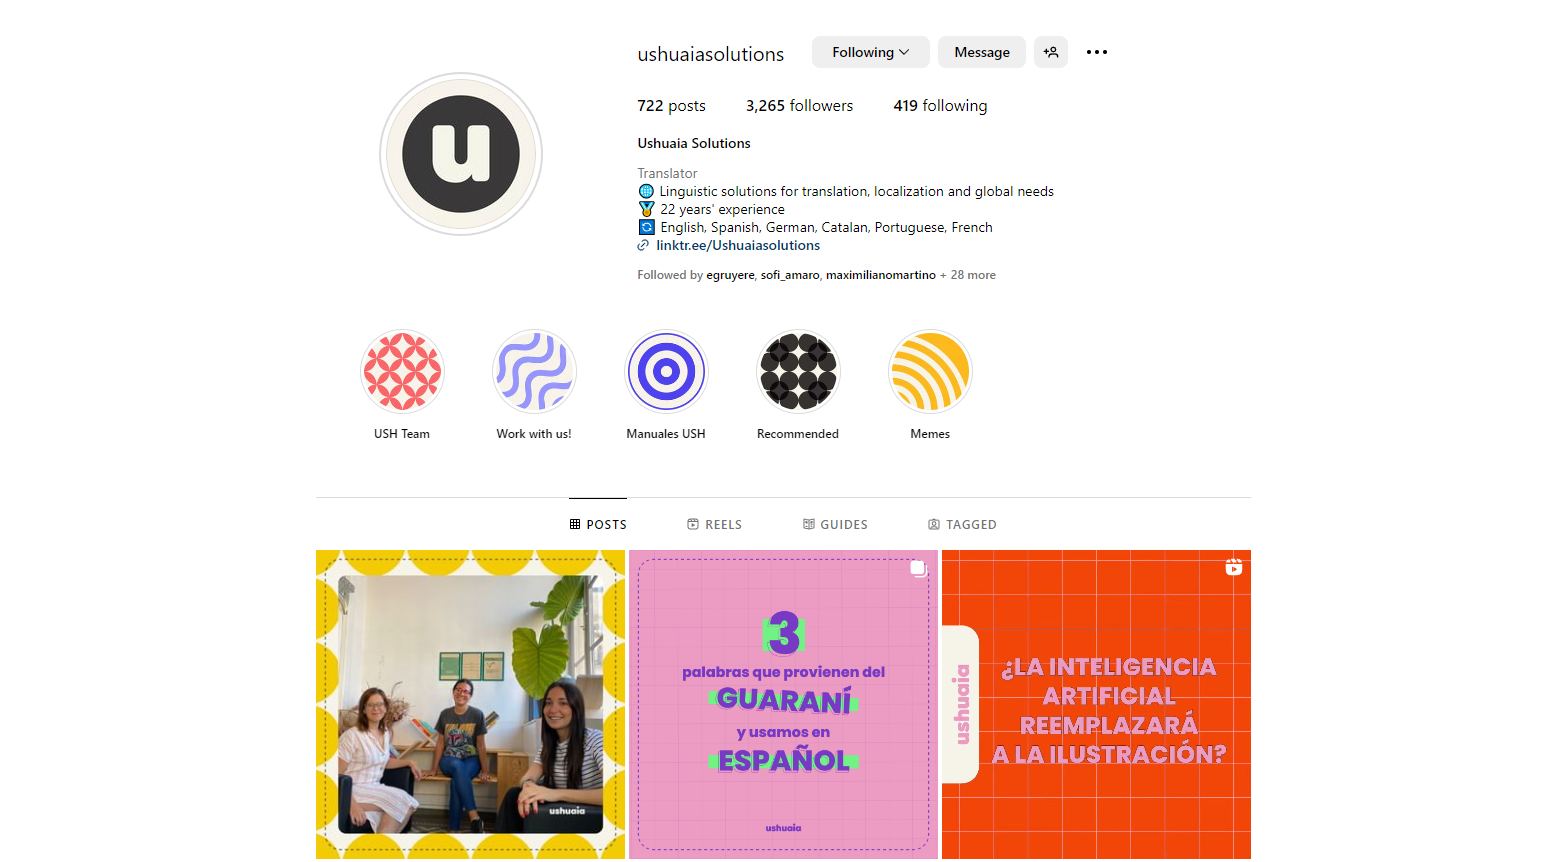 ushuaiasolutions
Following
Message
722 posts
3,265 followers
419 following
Ushuaia Solutions
Translator
Linguistic solutions for translation, localization and global needs
22 years' experience
English, Spanish, German, Catalan, Portuguese, French
linktr.ee/Ushuaiasolutions
Followed by egruyere, sofi_amaro, maximilianomartino + 28 more
u
USH Team
Work with us!
Manuales USH
Recommended
Memes
POSTS
REELS
GUIDES
TAGGED
ushuaia
3
palabras que provienen del
GUARANÍ
y usamos en
ESPAÑOL
ushuaia
ushuaia
¿LA INTELIGENCIA
ARTIFICIAL
REEMPLAZARÁ
A LA ILUSTRACIÓN?